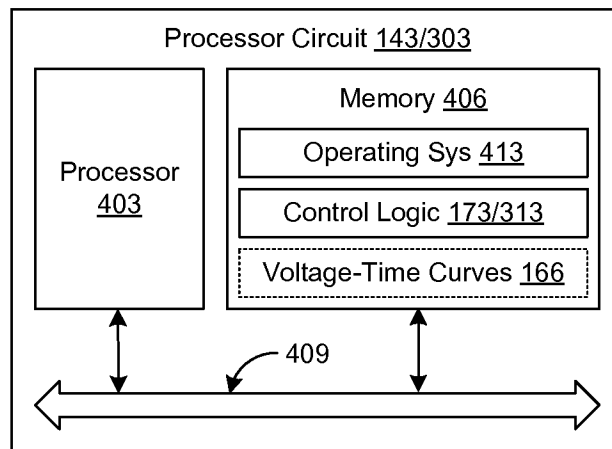 Processor Circuit 143/303
Processor
403
Memory 406
Operating Sys 413
Control Logic 173/313
Voltage-Time Curves 166
409